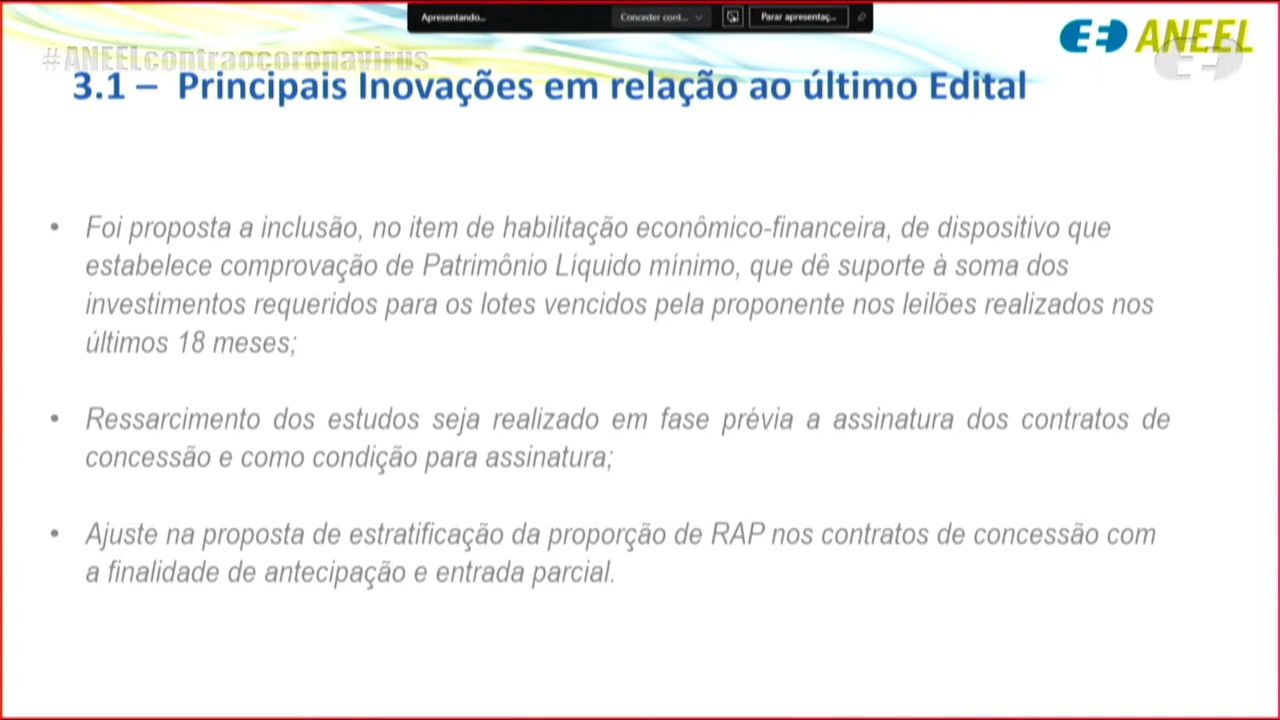 Apresentando...
Conceder cont...
Parar apresentaç...
ANEEL
#ANEELcontraocoronavirus
3.1 – Principais Inovações em relação ao último Edital
• Foi proposta a inclusão, no item de habilitação econômico-financeira, de dispositivo que
estabelece comprovação de Patrimônio Líquido mínimo, que dê suporte à soma dos
investimentos requeridos para os lotes vencidos pela proponente nos leilões realizados nos
últimos 18 meses;
• Ressarcimento dos estudos seja realizado em fase prévia a assinatura dos contratos de
concessão e como condição para assinatura;
• Ajuste na proposta de estratificação da proporção de RAP nos contratos de concessão com
a finalidade de antecipação e entrada parcial.